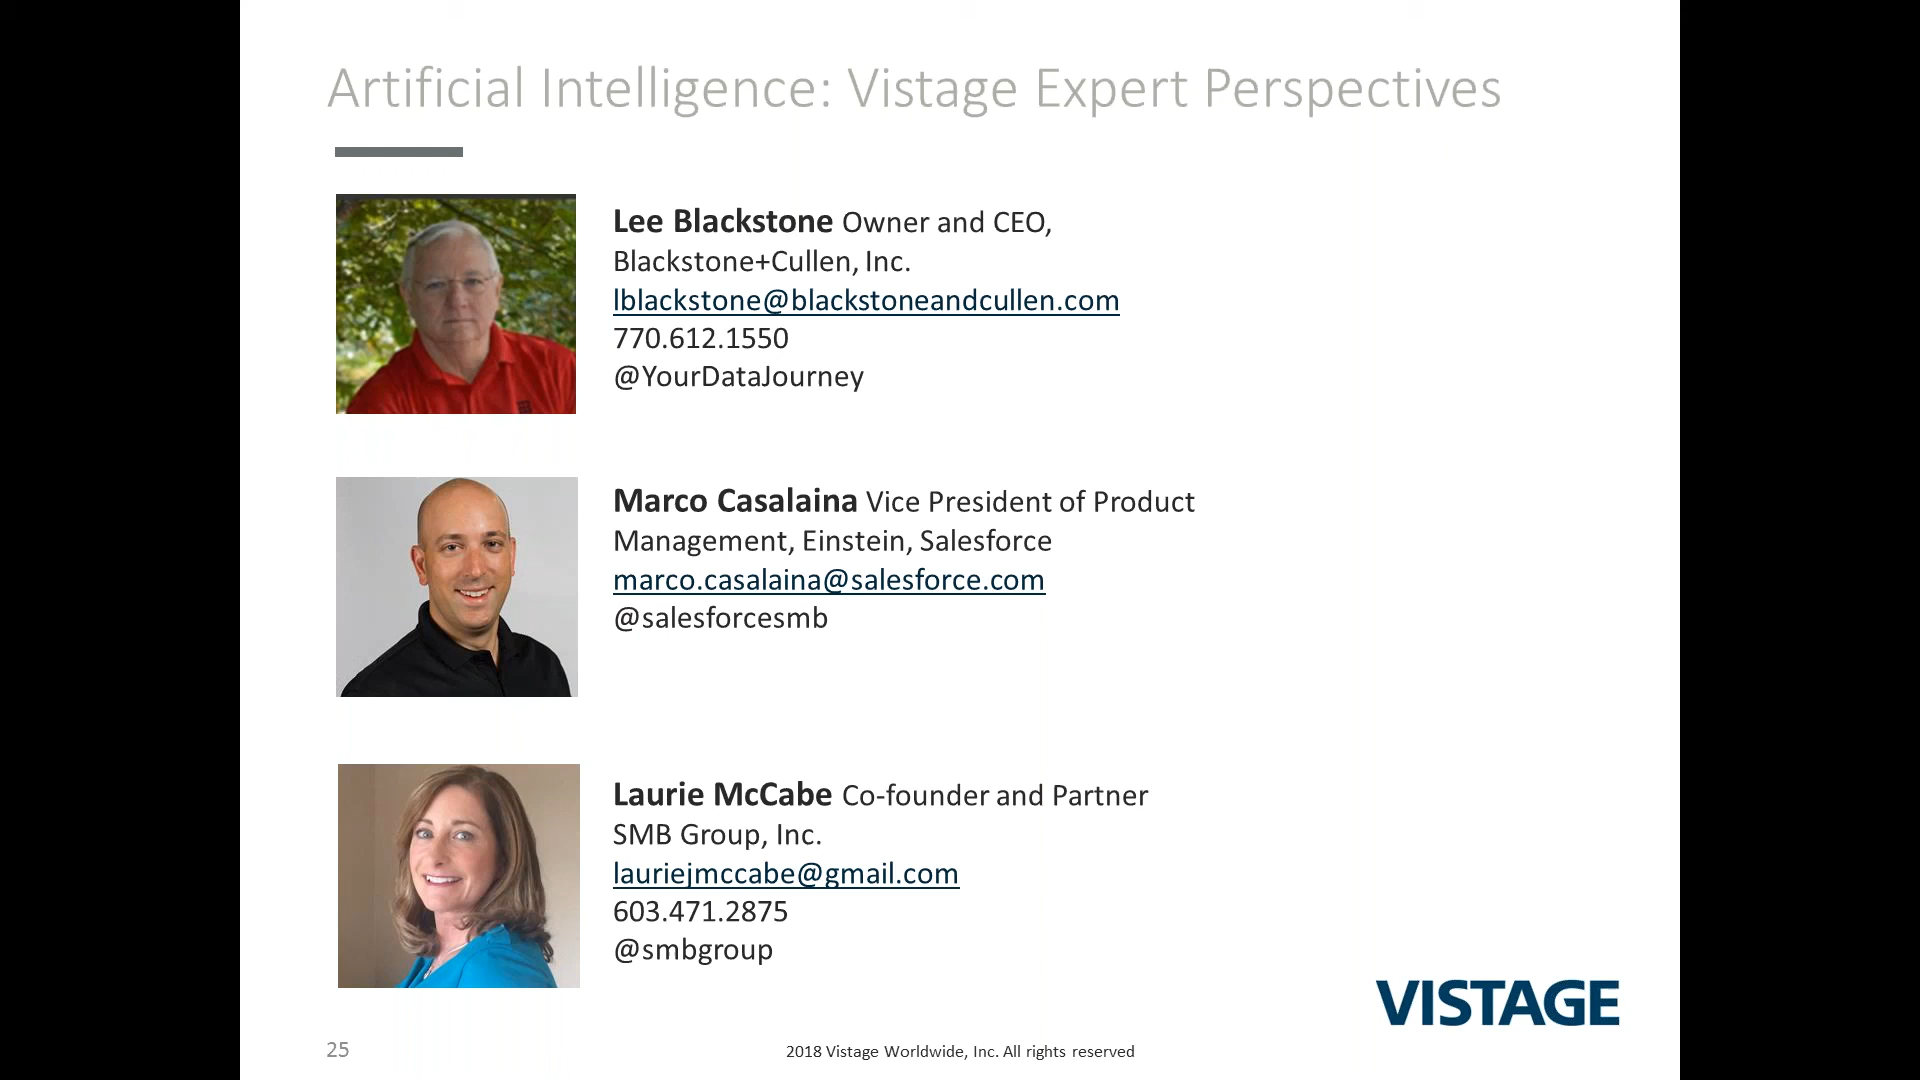 Artificial Intelligence: Vistage Expert Perspectives
Lee Blackstone Owner and CEO,
Blackstone+Cullen, Inc.
lblackstone@blackstoneandcullen.com
770.612.1550
@YourDataJourney
Marco Casalaina Vice President of Product
Management, Einstein, Salesforce
marco.casalaina@salesforce.com
@salesforcesmb
Laurie McCabe Co-founder and Partner
SMB Group, Inc.
lauriejmccabe@gmail.com
603.471.2875
@smbgroup
VISTAGE
25
2018 Vistage Worldwide, Inc. All rights reserved